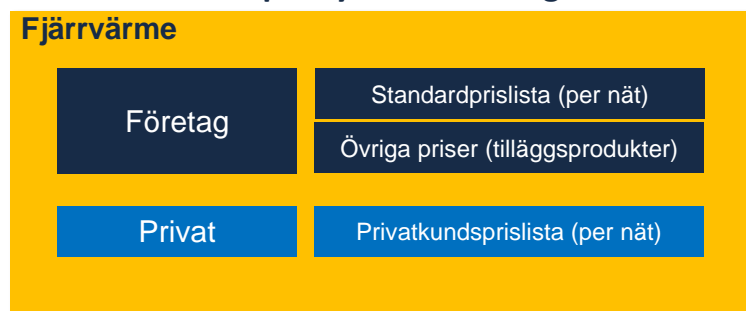 Fjärrvärme
Företag
Standardprislista (per nät)
Övriga priser (tilläggsprodukter)
Privat
Privatkundsprislista (per nät)